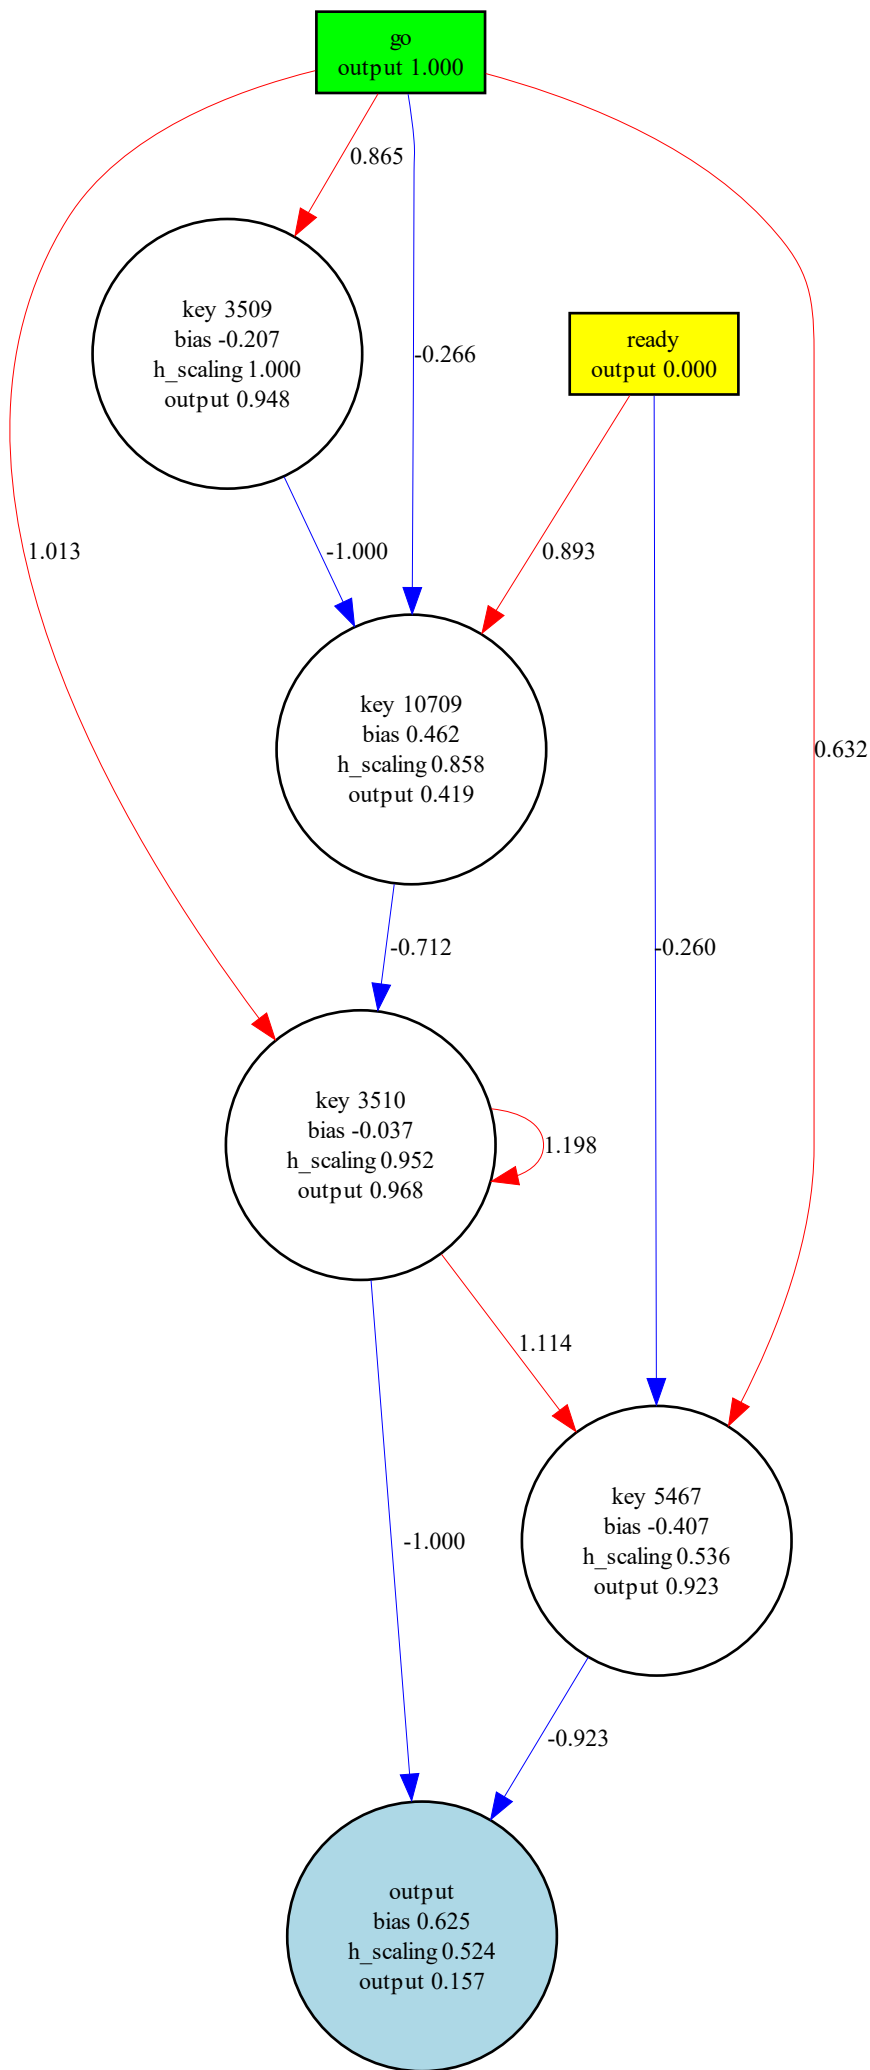 go
output 1.000
0.865
key 3509
bias -0.207
h_scaling 1.000
output 0.948
-0.266
ready
output 0.000
1.013
-1.000
0.893
key 10709
bias 0.462
h_scaling 0.858
output 0.419
0.632
-0.712
-0.260
key 3510
bias -0.037
h_scaling 0.952
output 0.968
1.198
1.114
key 5467
bias -0.407
h_scaling 0.536
output 0.923
-1.000
-0.923
output
bias 0.625
h_scaling 0.524
output 0.157